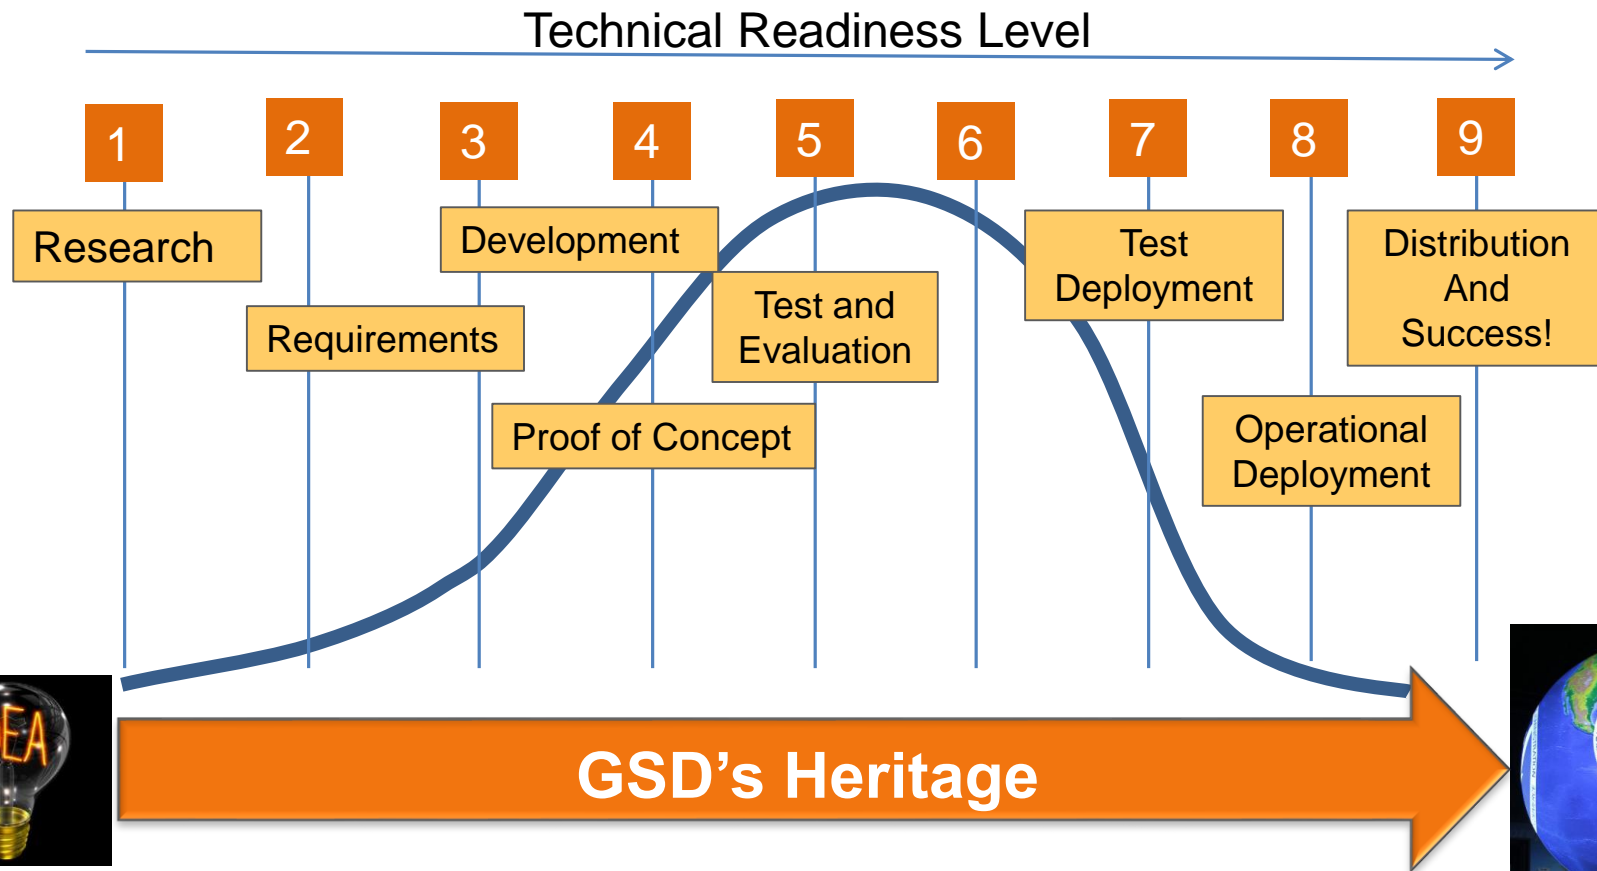 Technical Readiness Level
1
2
3
4
5
6
7
8
9
Research
Requirements
Development
Proof of Concept
Test and
Evaluation
Test
Deployment
Operational
Deployment
Distribution
And
Success!
GSD’s Heritage